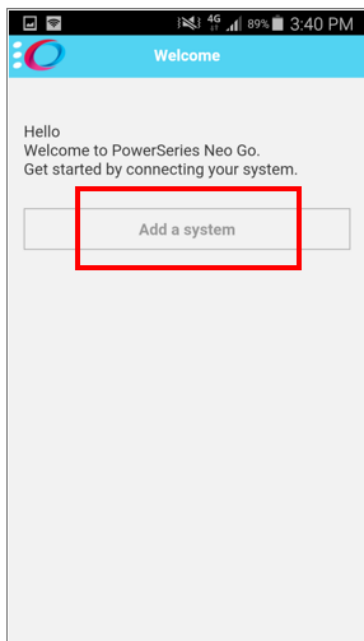 4G 89% 3:40 PM
Welcome
Hello
Welcome to PowerSeries Neo Go.
Get started by connecting your system.
Add a system